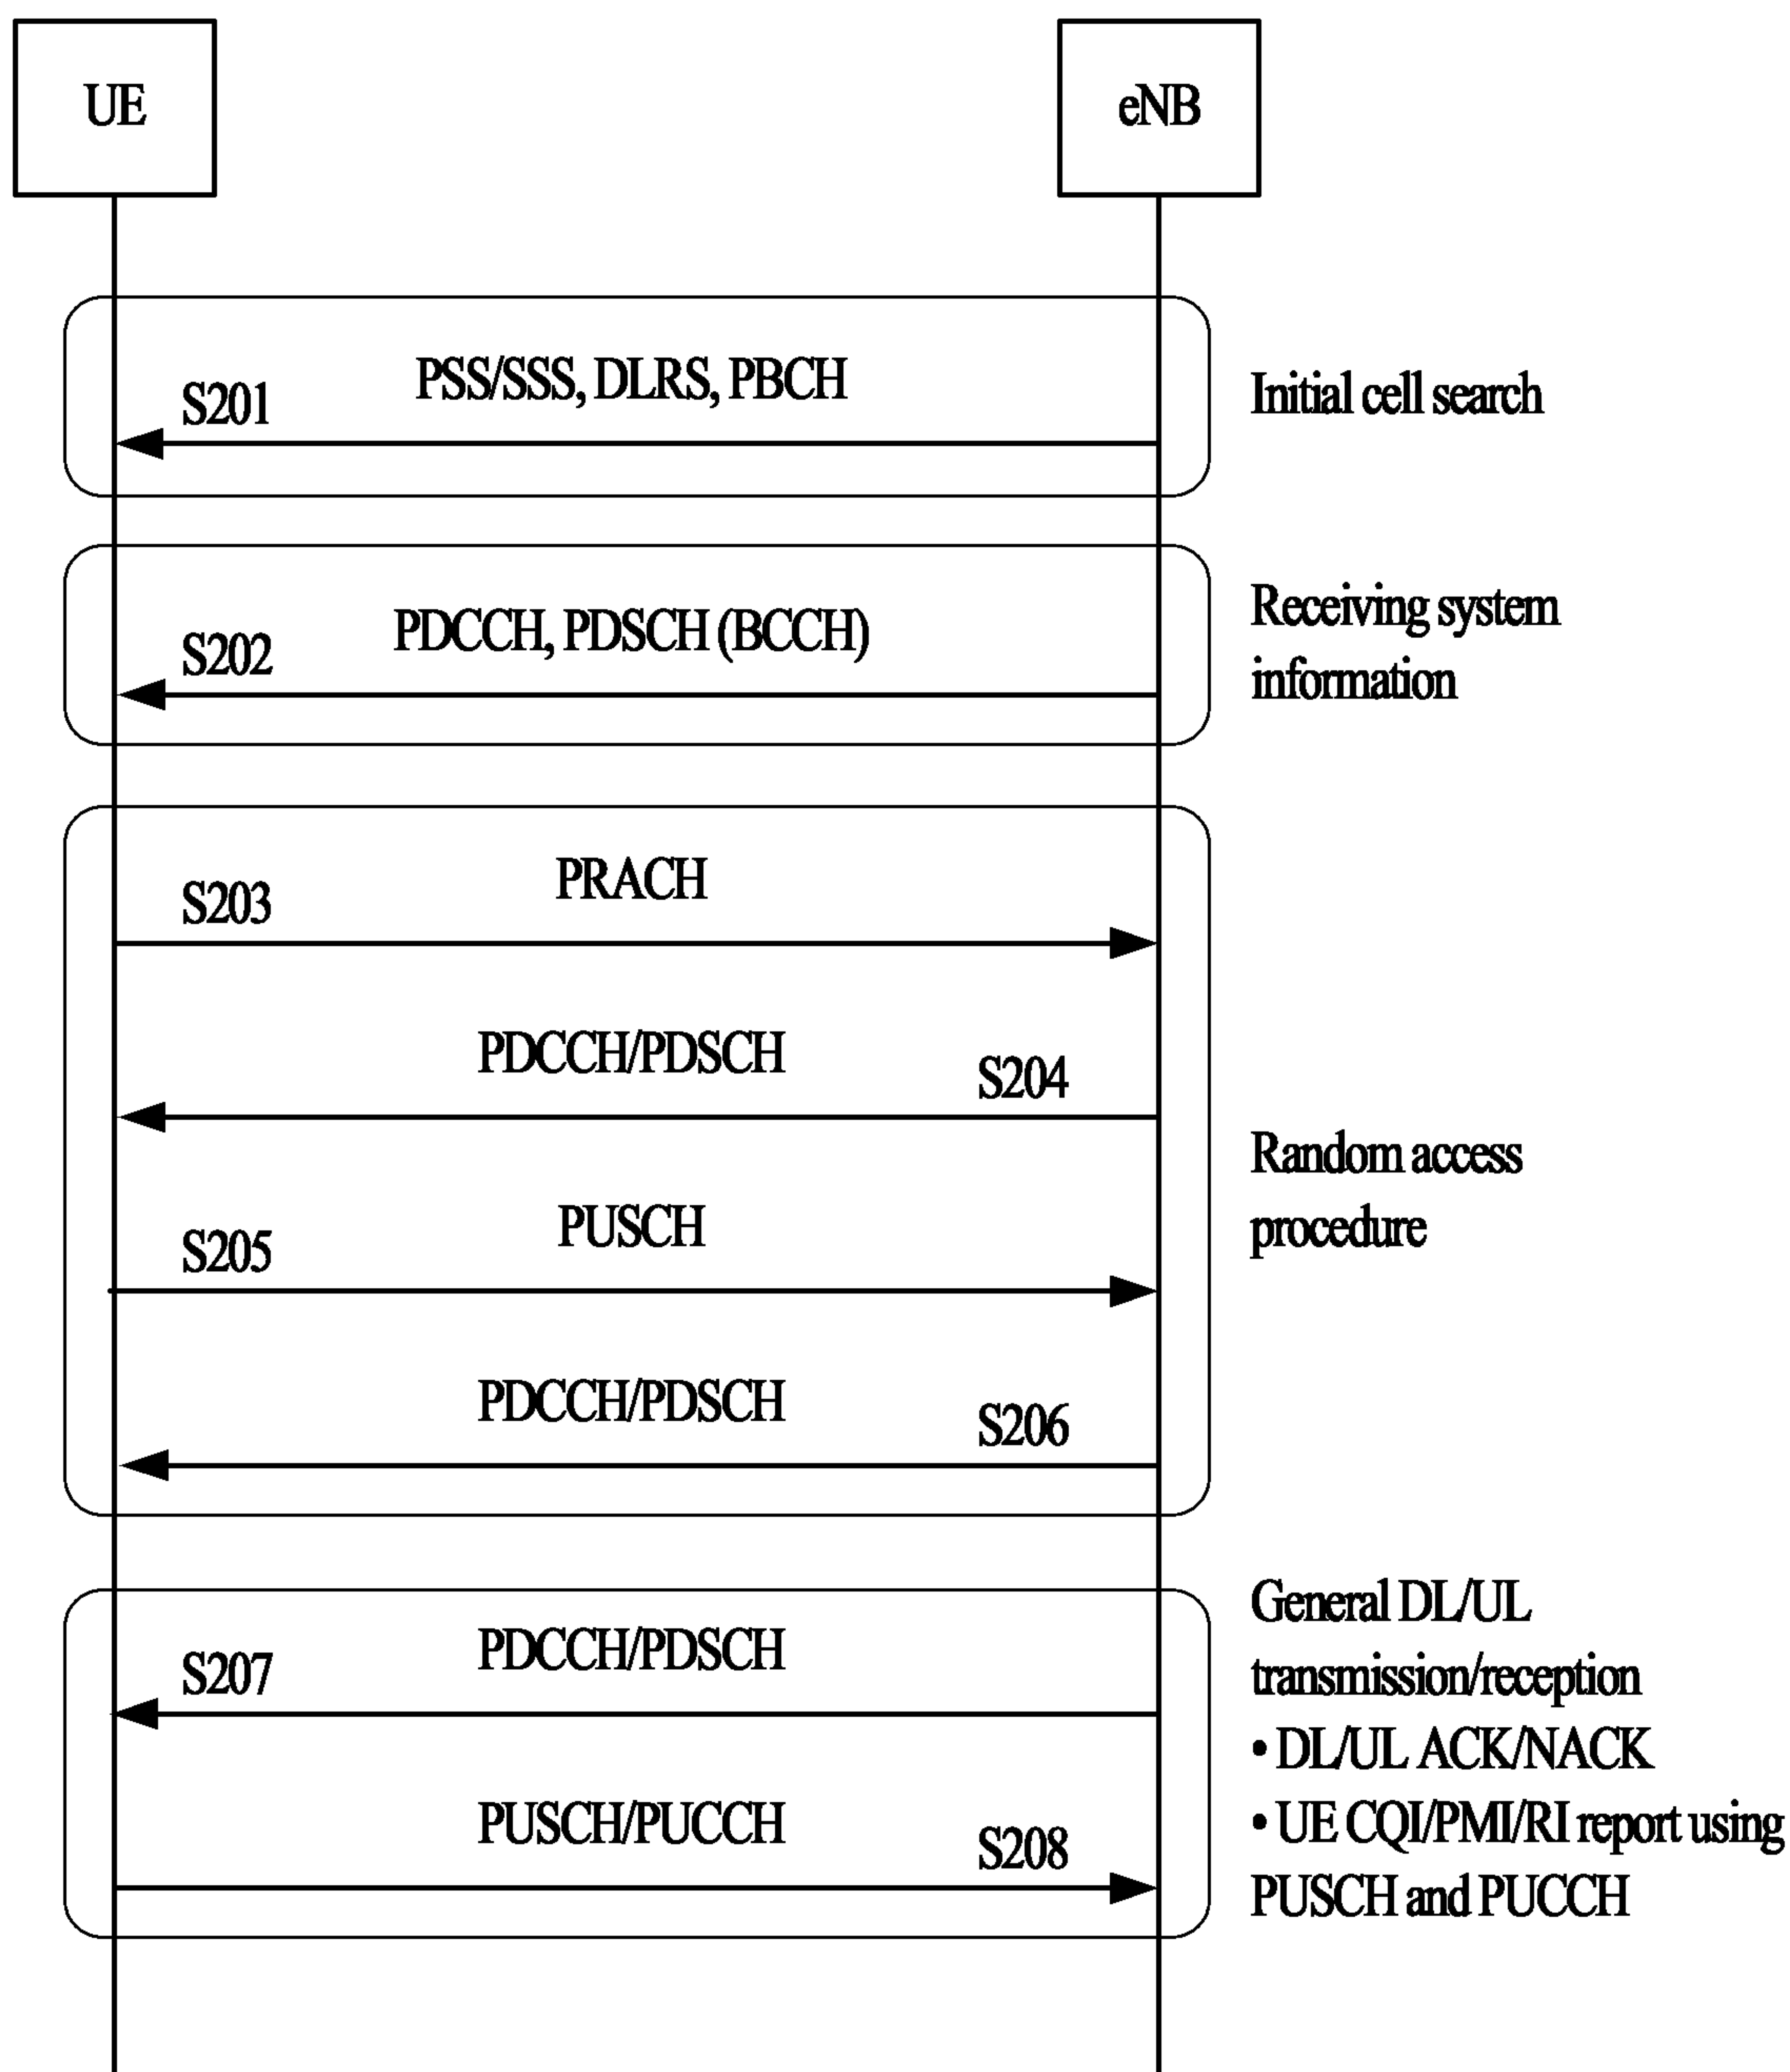 UE
eNB
PSS/SSS, DLRS, PBCH
S201
Initial cell search
PDCCH, PDSCH (BCCH)
S202
Receiving system
information
PRACH
S203
PDCCH/PDSCH
S204
Random access
procedure
PUSCH
S205
PDCCH/PDSCH
S206
General DL/UL
transmission/reception
• DL/UL ACK/NACK
• UE CQI/PMI/RI report using
PUSCH and PUCCH
PDCCH/PDSCH
S207
PUSCH/PUCCH
S208